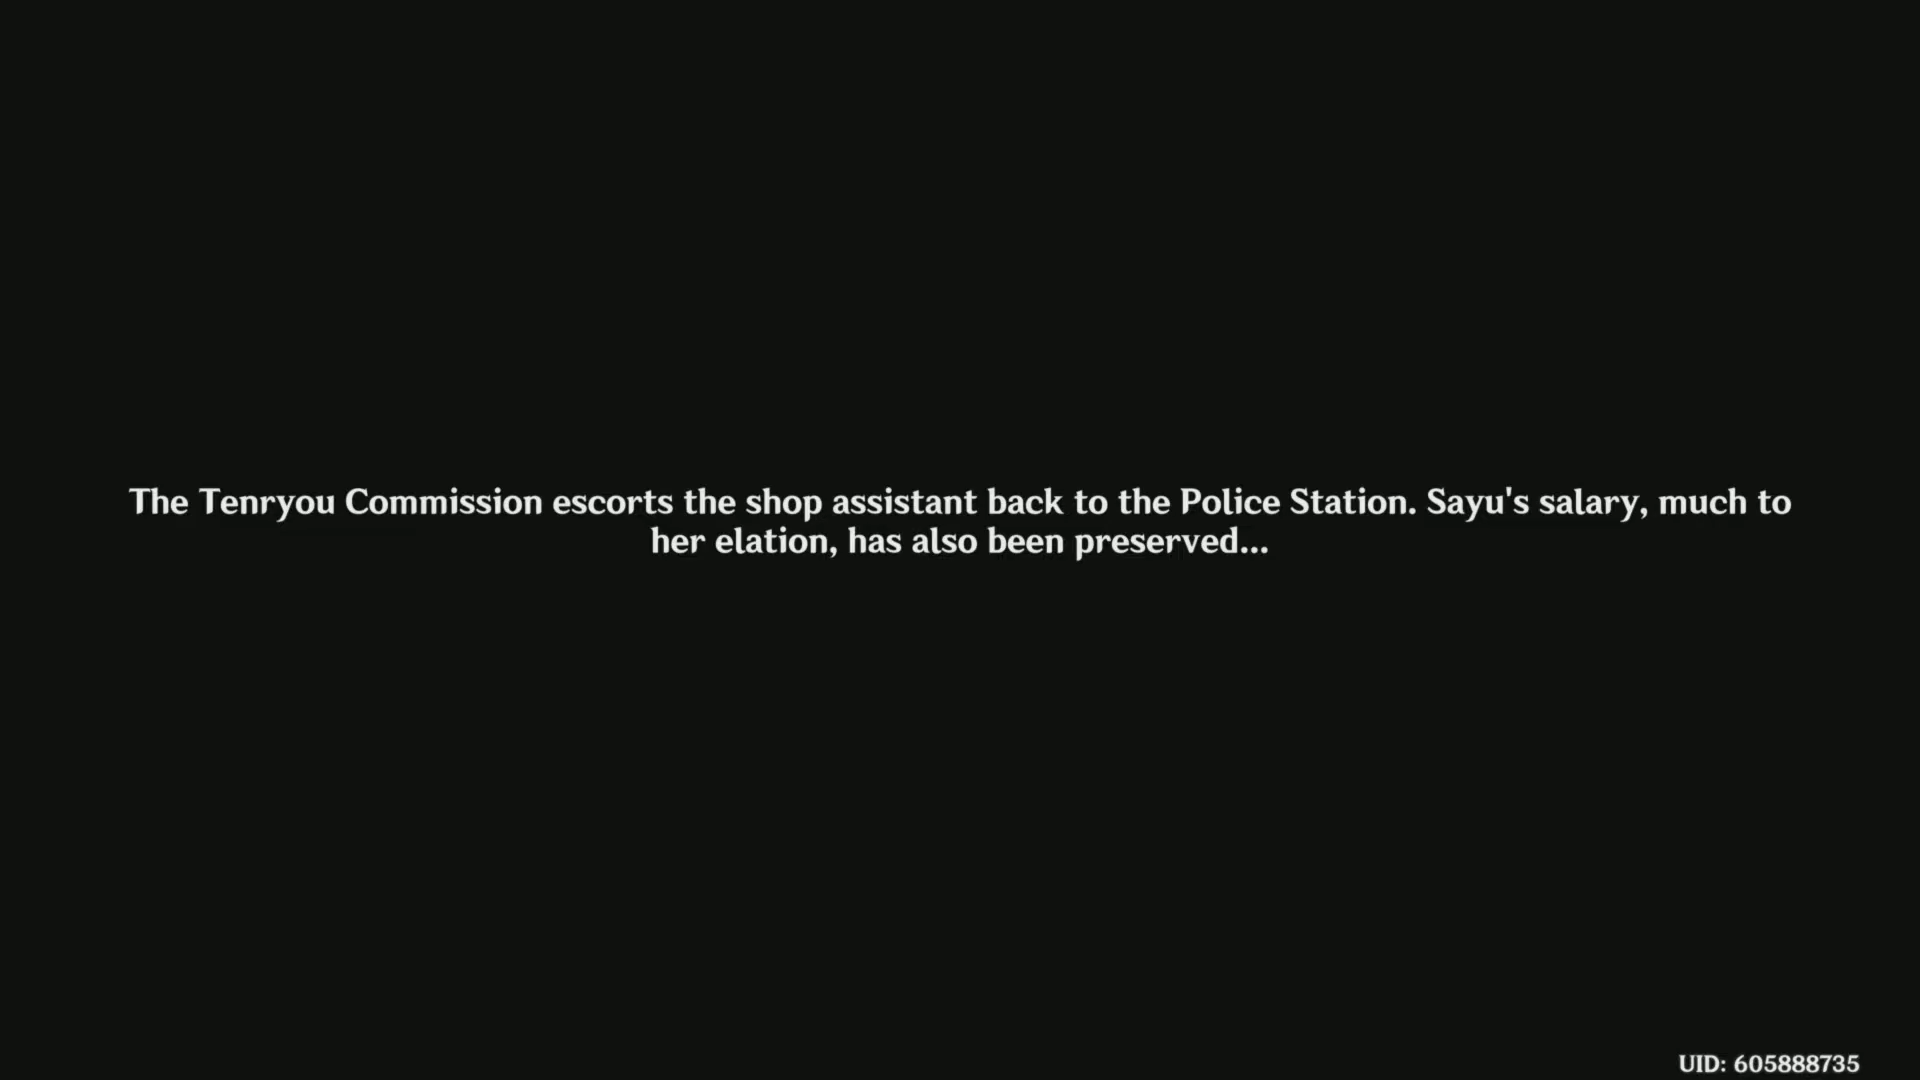 The Tenryou Commission escorts the shop assistant back to the Police Station. Sayu's salary, much to
her elation, has also been preserved...
UID: 605888735